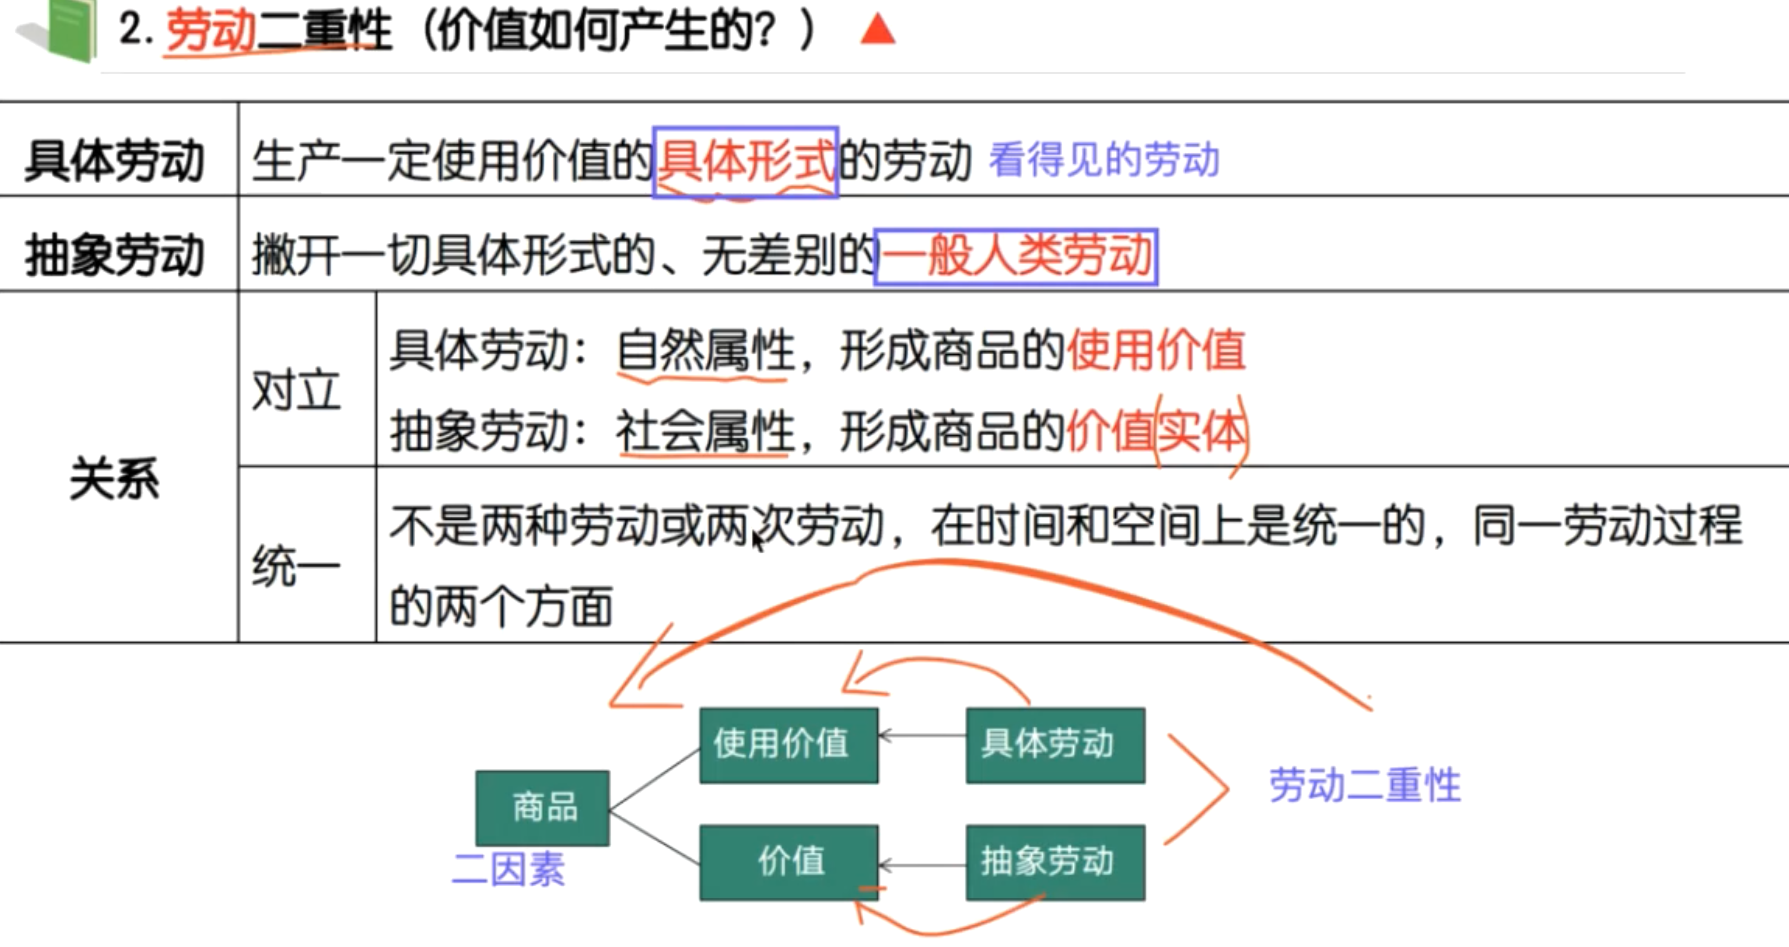 2. 劳动二重性（价值如何产生的？）
具体劳动 生产一定使用价值的具体形式的劳动 看得见的劳动
抽象劳动 撇开一切具体形式的、无差别的一般人类劳动
关系
对立
具体劳动：自然属性，形成商品的使用价值
抽象劳动：社会属性，形成商品的价值(实体)
统一
不是两种劳动或两次劳动，在时间和空间上是统一的，同一劳动过程
的两个方面
商品
二因素
使用价值
具体劳动
价值
抽象劳动
劳动二重性